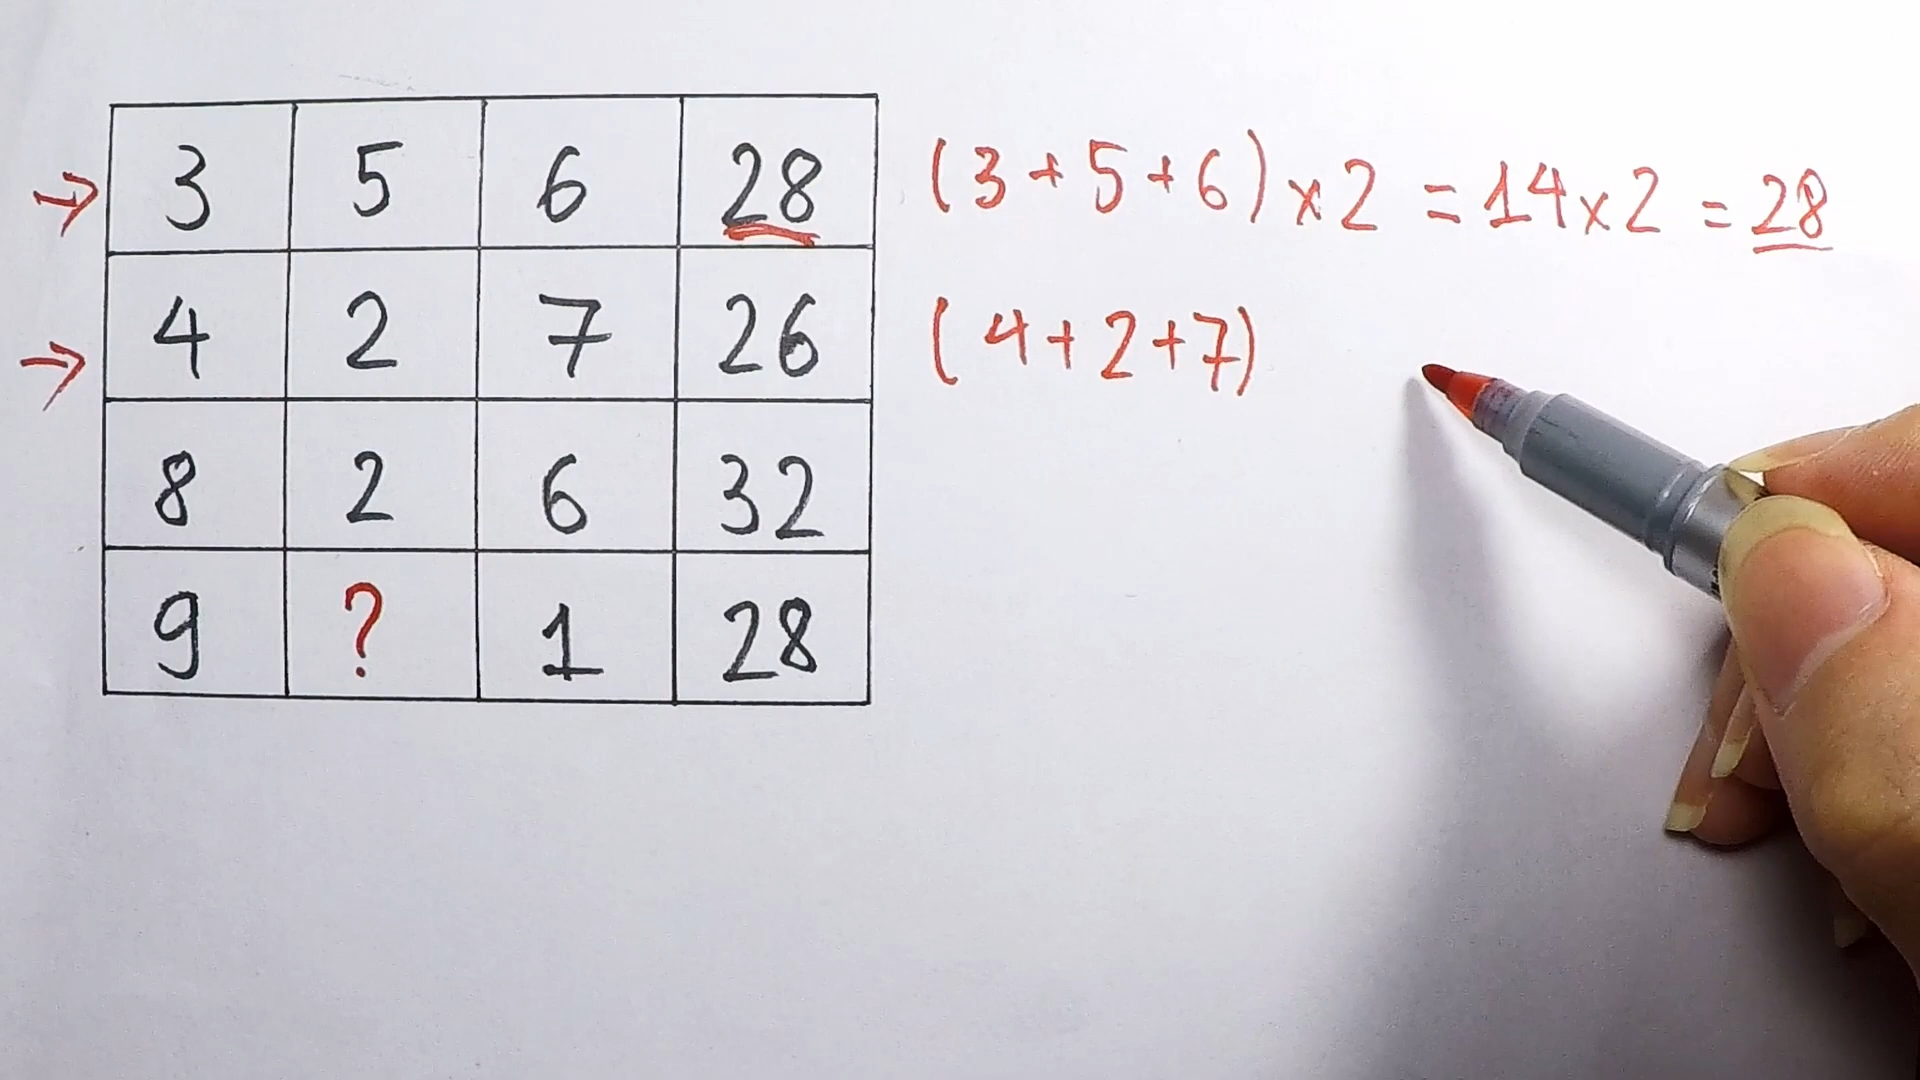 → 3 5 6 28 (3+5+6)×2 = 14×2 = 28
→ 4 2 7 26 (4+2+7)
8 2 6 32
9 ? 1 28